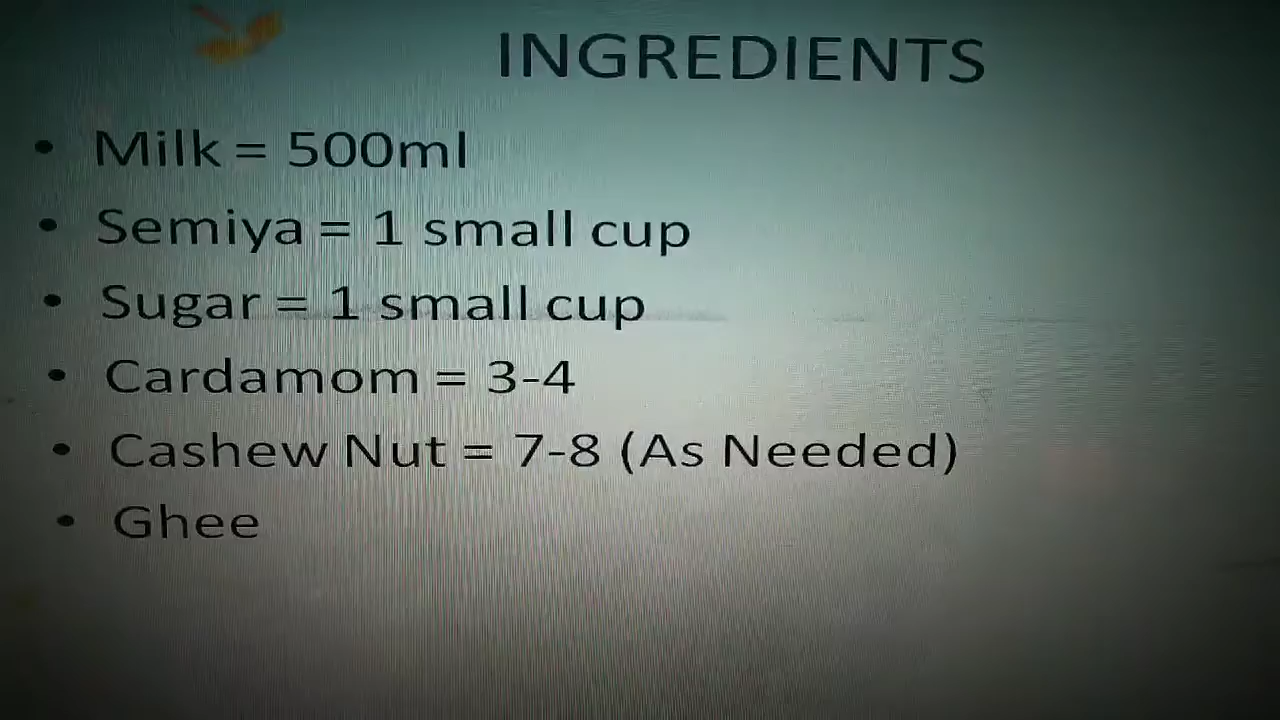 INGREDIENTS
• Milk = 500ml
• Semiya = 1 small cup
• Sugar = 1 small cup
• Cardamom = 3-4
• Cashew Nut = 7-8 (As Needed)
• Ghee